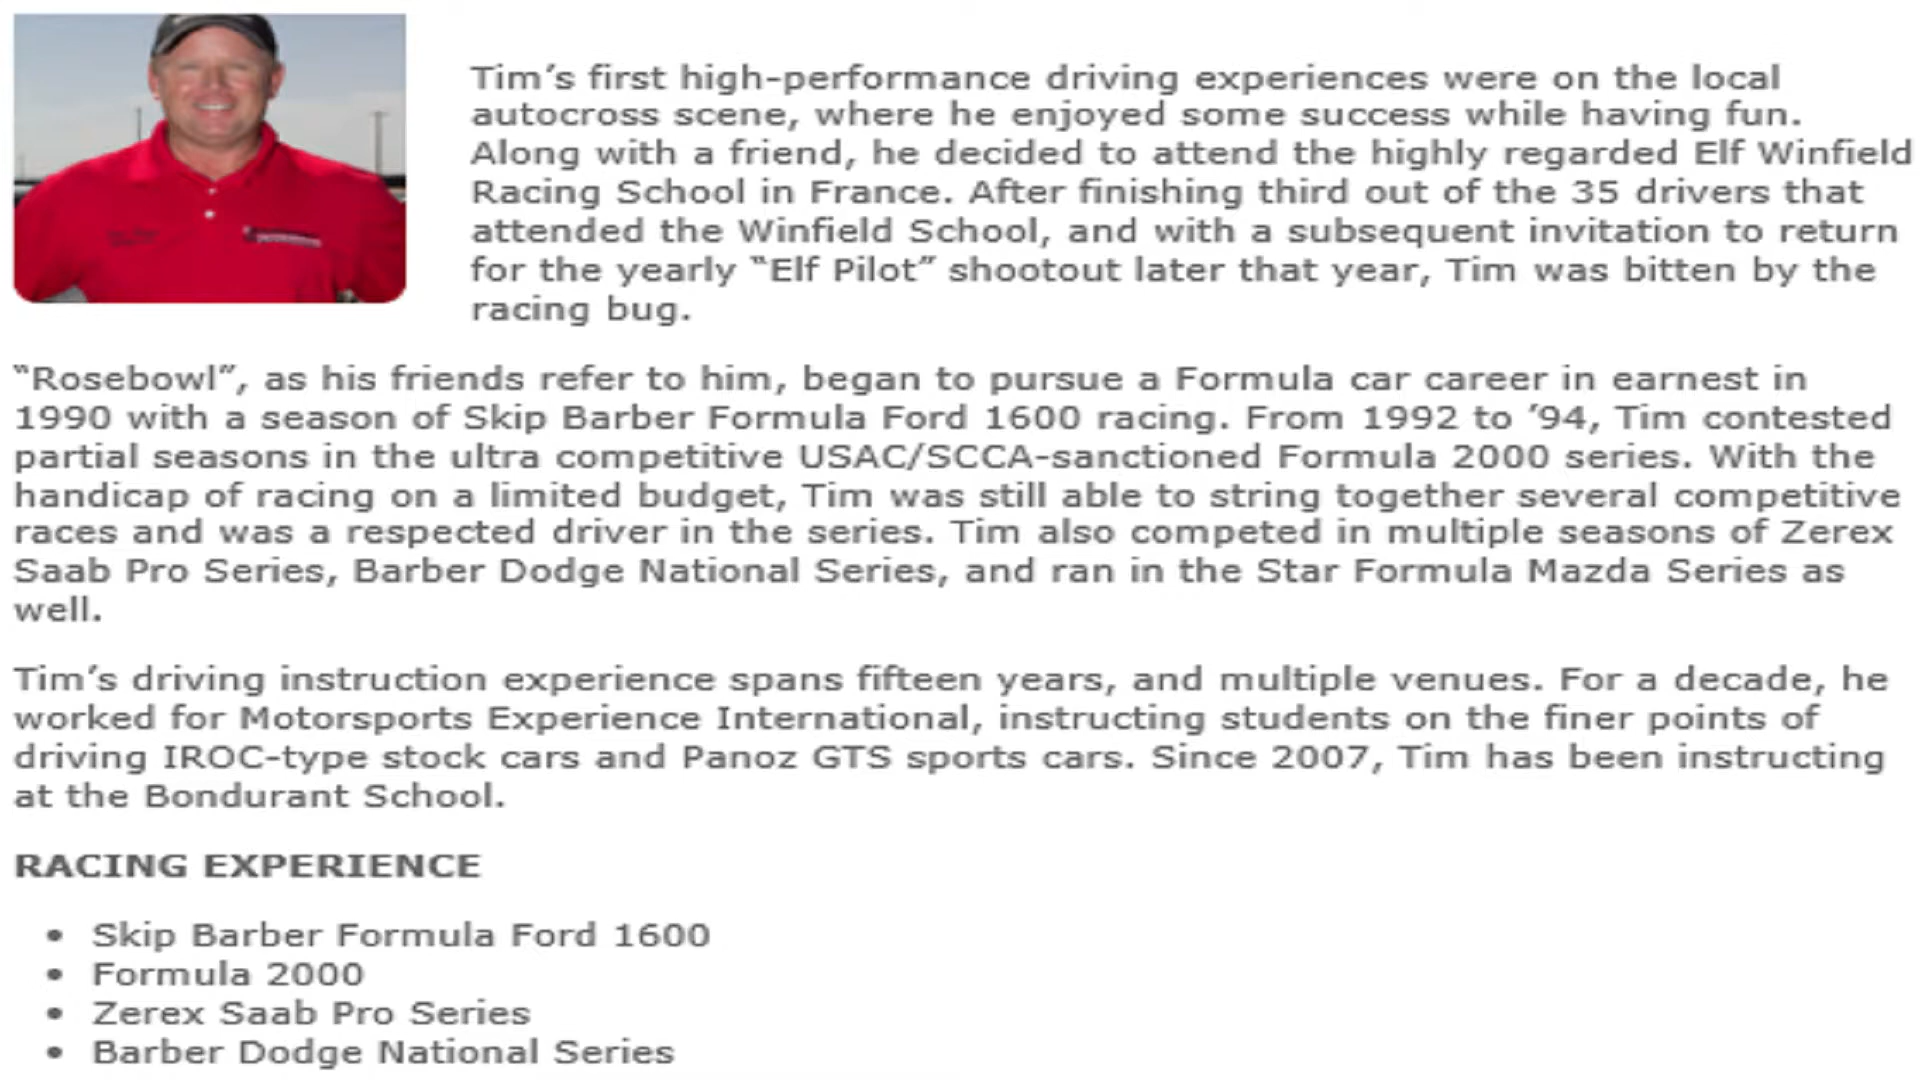 Tim’s first high-performance driving experiences were on the local
autocross scene, where he enjoyed some success while having fun.
Along with a friend, he decided to attend the highly regarded Elf Winfield
Racing School in France. After finishing third out of the 35 drivers that
attended the Winfield School, and with a subsequent invitation to return
for the yearly “Elf Pilot” shootout later that year, Tim was bitten by the
racing bug.
“Rosebowl”, as his friends refer to him, began to pursue a Formula car career in earnest in
1990 with a season of Skip Barber Formula Ford 1600 racing. From 1992 to ’94, Tim contested
partial seasons in the ultra competitive USAC/SCCA-sanctioned Formula 2000 series. With the
handicap of racing on a limited budget, Tim was still able to string together several competitive
races and was a respected driver in the series. Tim also competed in multiple seasons of Zerex
Saab Pro Series, Barber Dodge National Series, and ran in the Star Formula Mazda Series as
well.
Tim’s driving instruction experience spans fifteen years, and multiple venues. For a decade, he
worked for Motorsports Experience International, instructing students on the finer points of
driving IROC-type stock cars and Panoz GTS sports cars. Since 2007, Tim has been instructing
at the Bondurant School.
RACING EXPERIENCE
• Skip Barber Formula Ford 1600
• Formula 2000
• Zerex Saab Pro Series
• Barber Dodge National Series